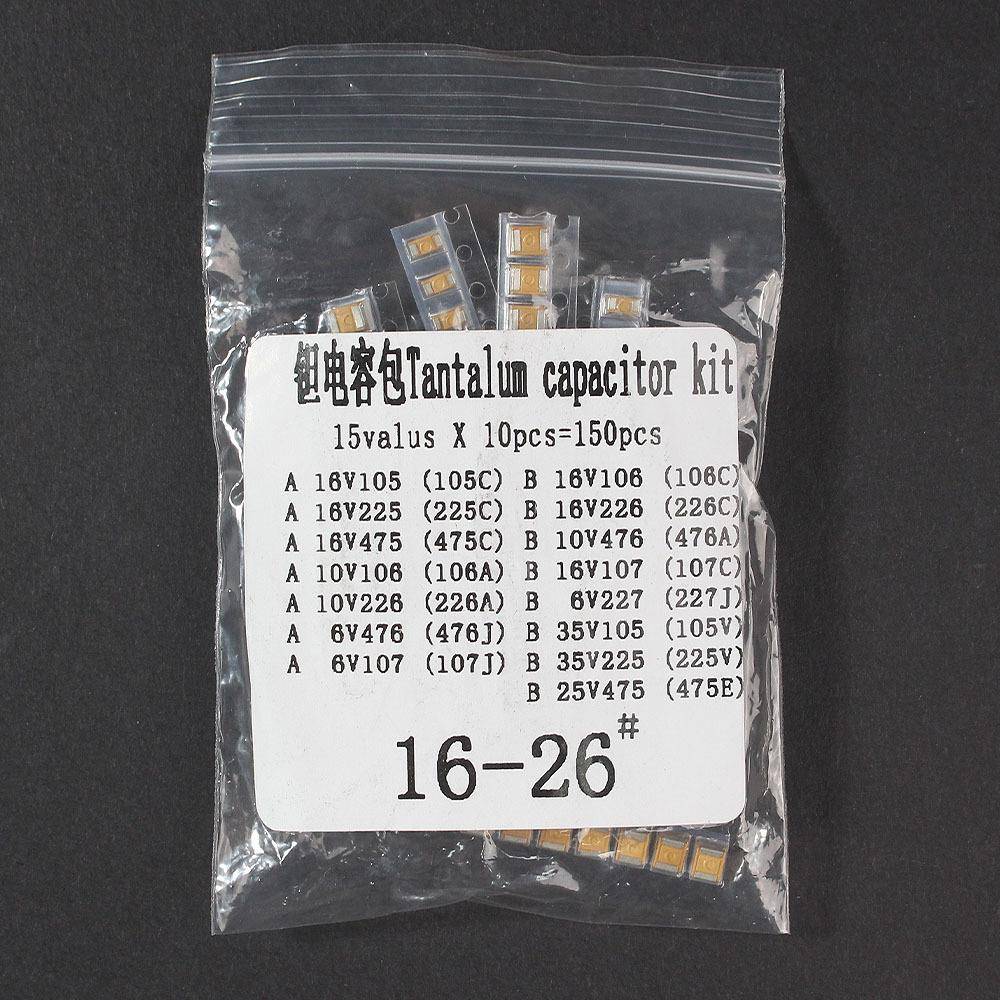 钽电容包Tantalum capacitor kit
15valus X 10pcs=150pcs
A 16V105 (105C) B 16V106 (106C)
A 16V225 (225C) B 16V226 (226C)
A 16V475 (475C) B 10V476 (476A)
A 10V106 (106A) B 16V107 (107C)
A 10V226 (226A) B 6V227 (227J)
A 6V476 (476J) B 35V105 (105V)
A 6V107 (107J) B 35V225 (225V)
B 25V475 (475E)
16-26#